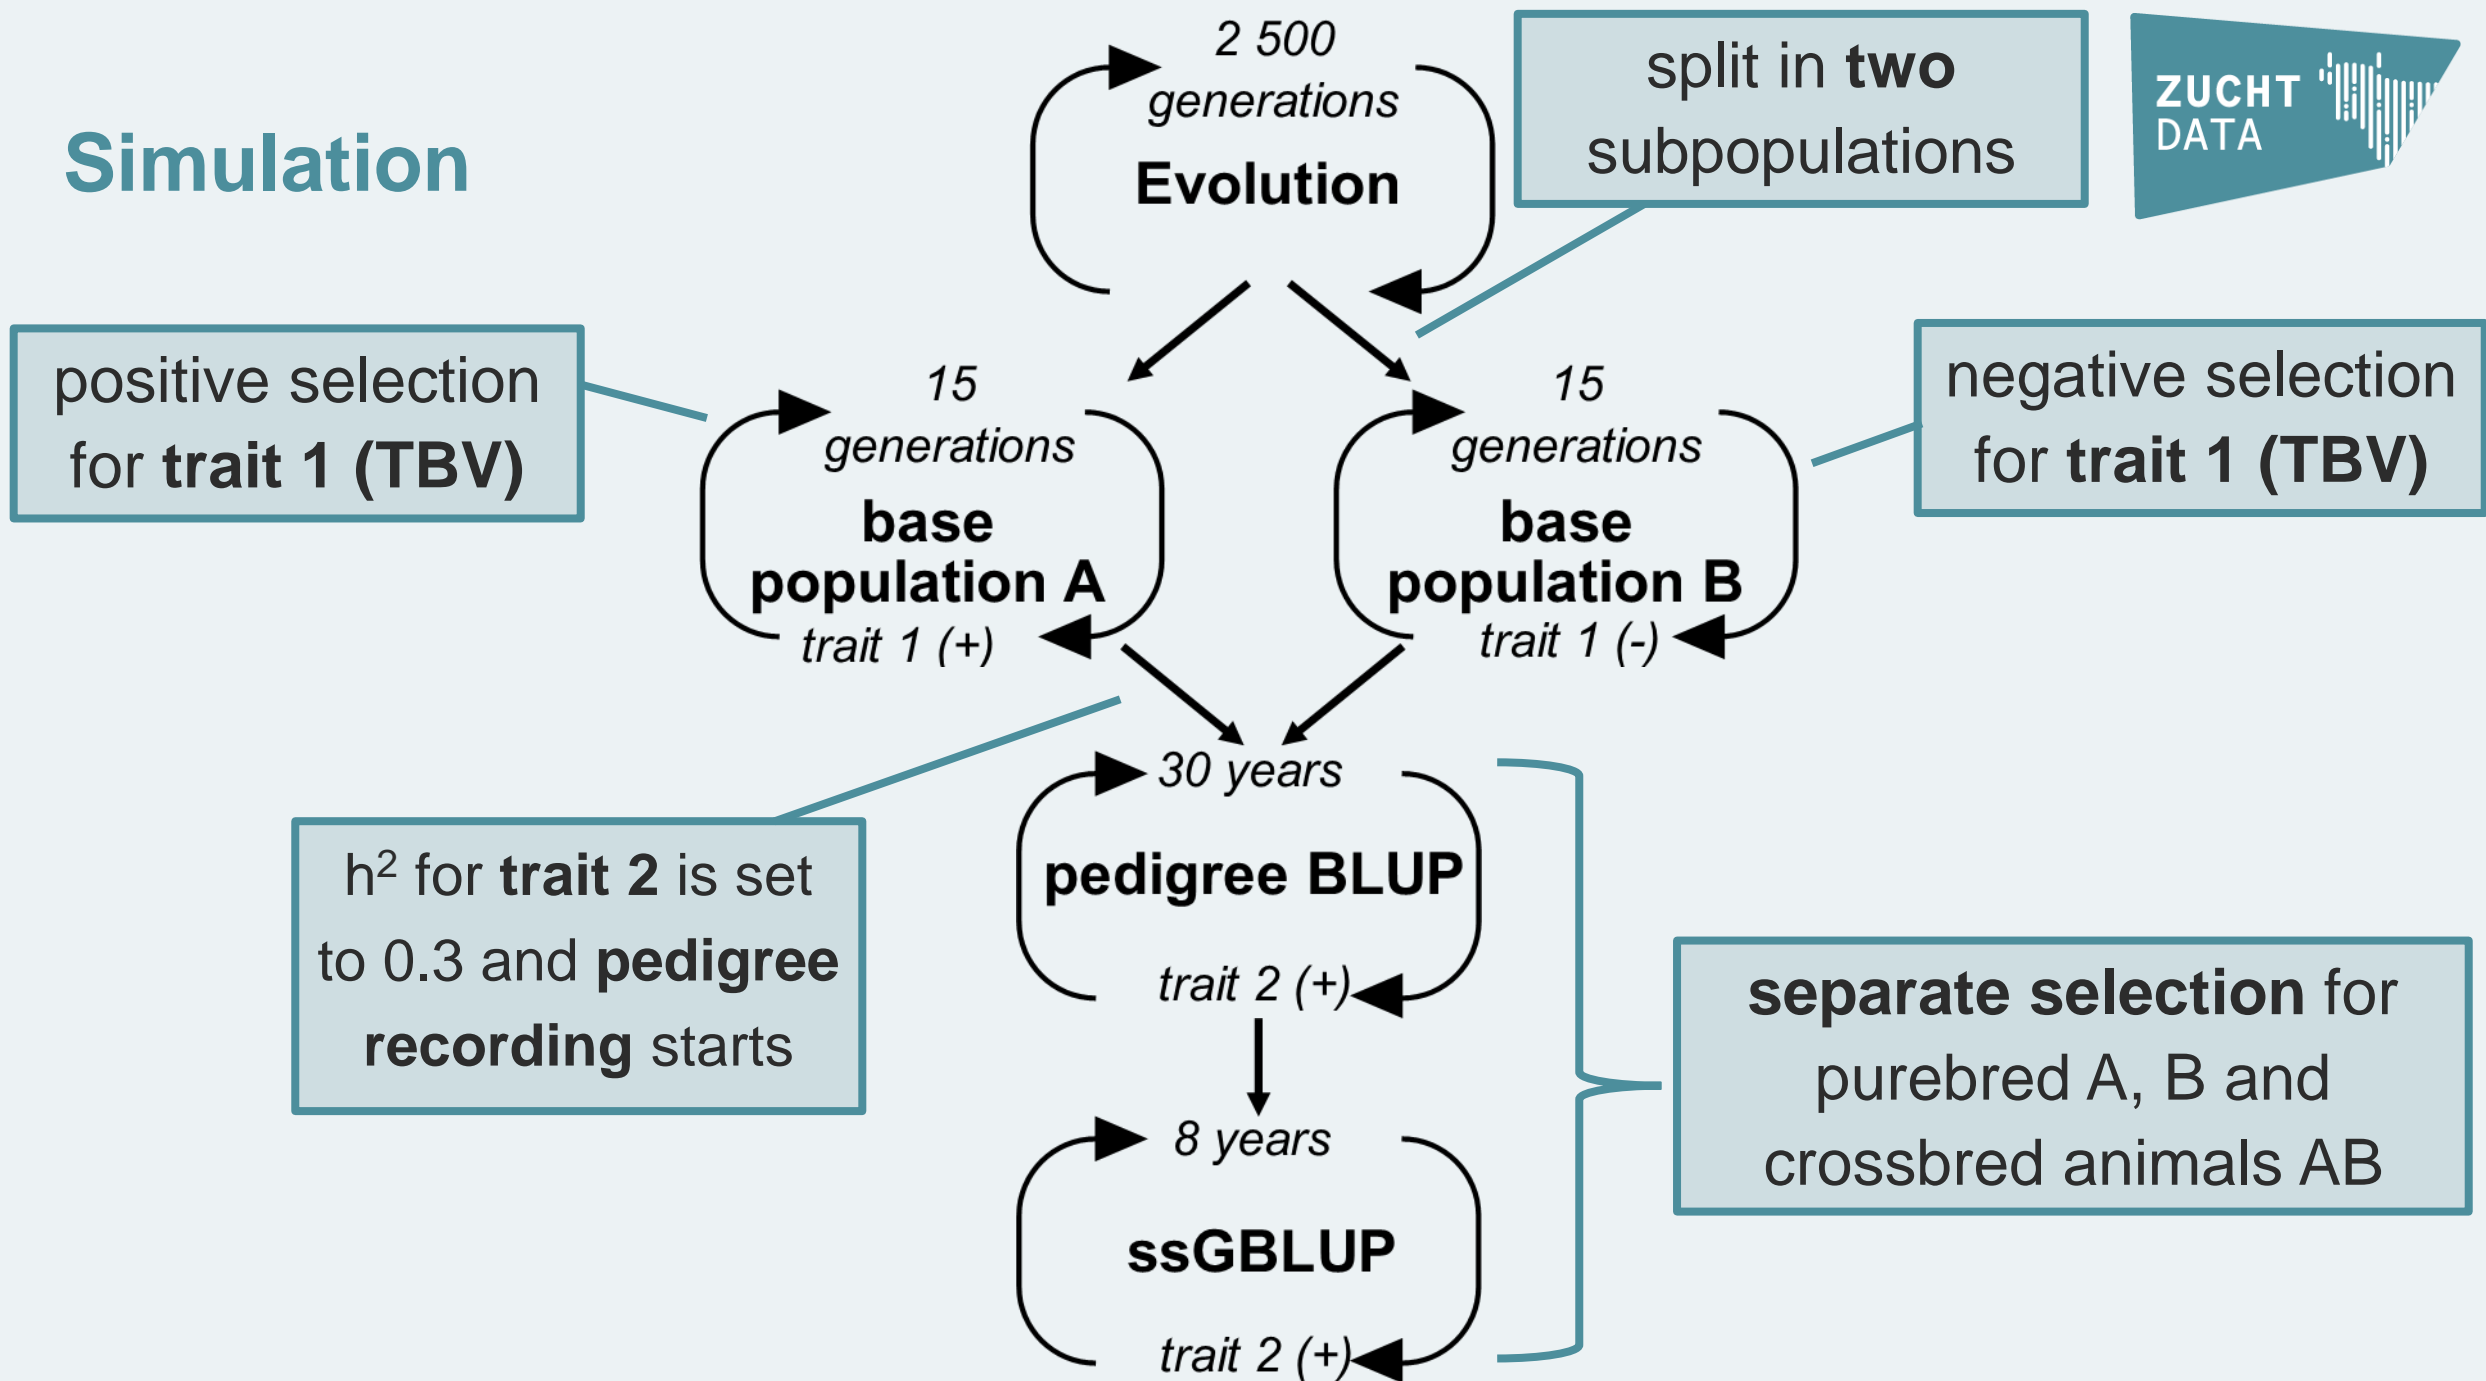 Simulation
2 500
generations
Evolution
split in two
subpopulations
ZUCHT
DATA
positive selection
for trait 1 (TBV)
15
generations
base
population A
trait 1 (+)
15
generations
base
population B
trait 1 (-)
negative selection
for trait 1 (TBV)
h² for trait 2 is set
to 0.3 and pedigree
recording starts
30 years
pedigree BLUP
trait 2 (+)
8 years
ssGBLUP
trait 2 (+)
separate selection for
purebred A, B and
crossbred animals AB